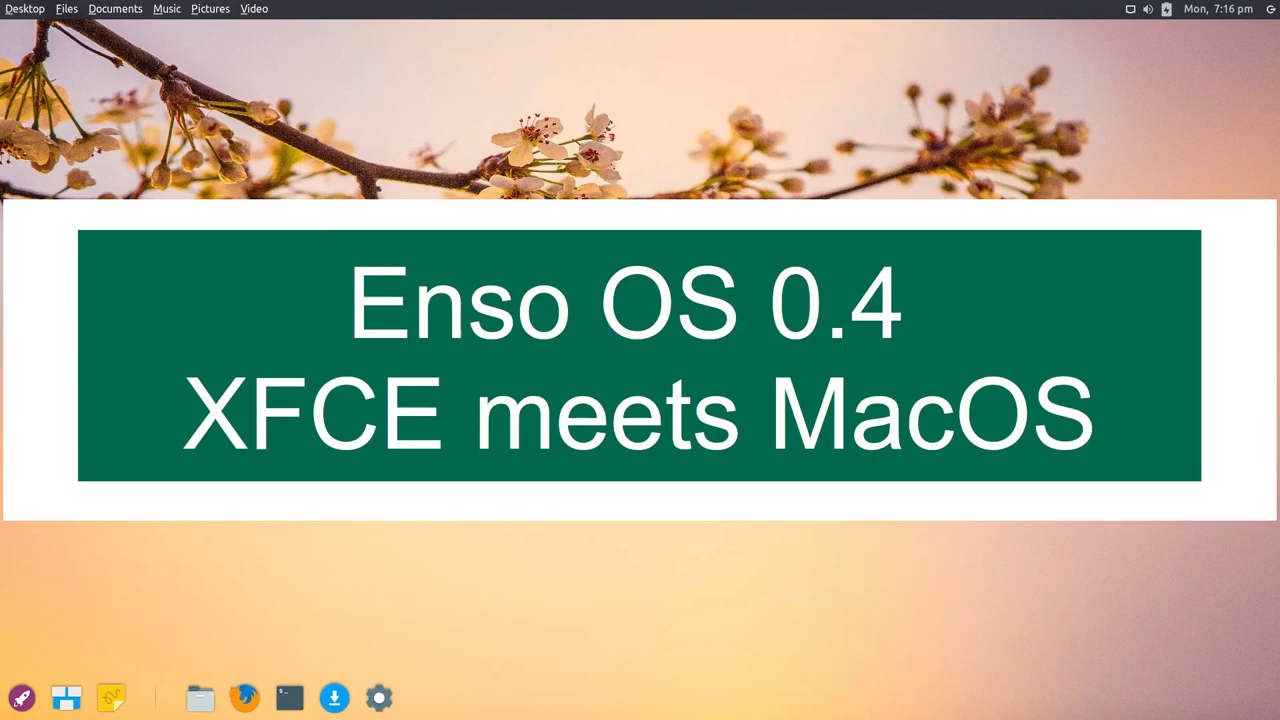 Desktop Files Documents Music Pictures Video Mon, 7:16 pm
Enso OS 0.4
XFCE meets MacOS